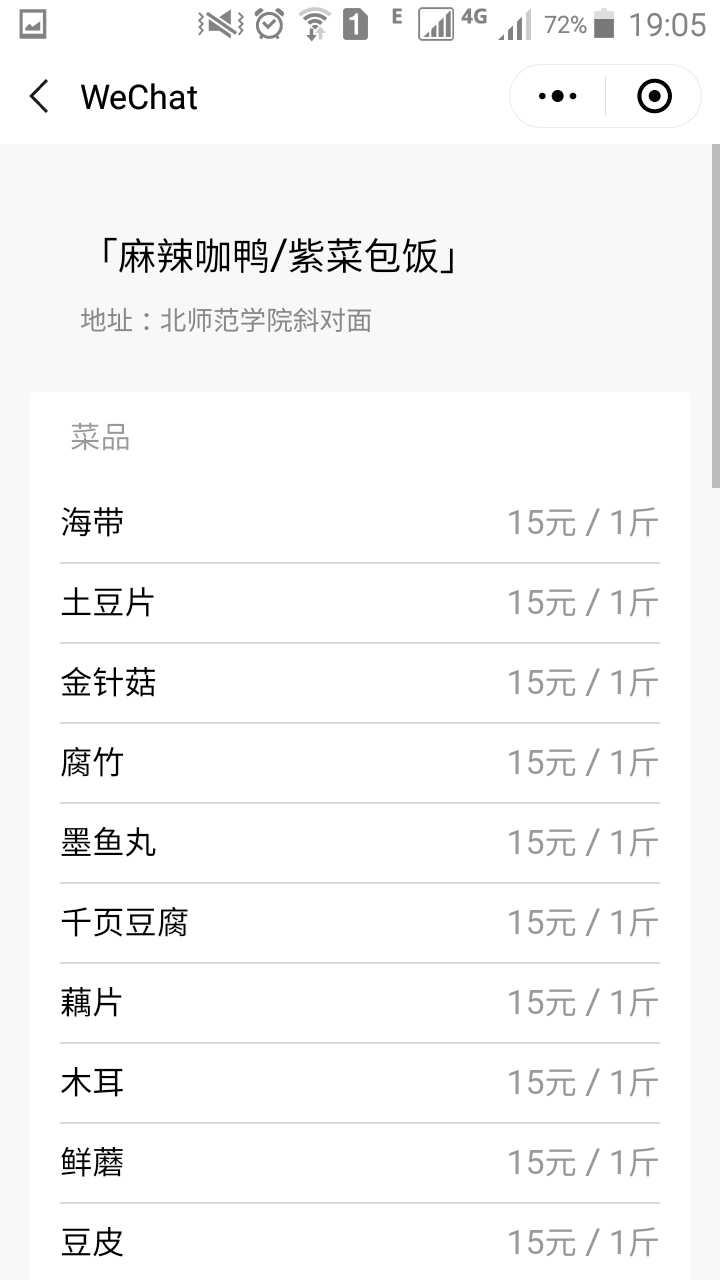 1 E 4G 72% 19:05
WeChat
「麻辣咖鸭/紫菜包饭」
地址：北师范学院斜对面
菜品
海带 15元 / 1斤
土豆片 15元 / 1斤
金针菇 15元 / 1斤
腐竹 15元 / 1斤
墨鱼丸 15元 / 1斤
千页豆腐 15元 / 1斤
藕片 15元 / 1斤
木耳 15元 / 1斤
鲜蘑 15元 / 1斤
豆皮 15元 / 1斤